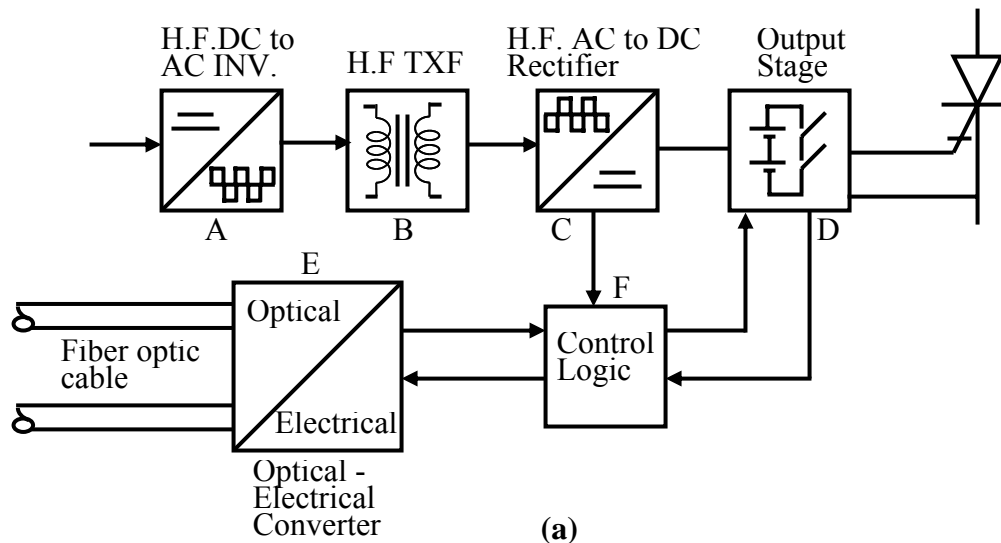 H.F.DC to
AC INV.
H.F TXF
H.F. AC to DC
Rectifier
Output
Stage
A
B
C
D
E
F
Optical
Electrical
Fiber optic
cable
Control
Logic
Optical -
Electrical
Converter
(a)